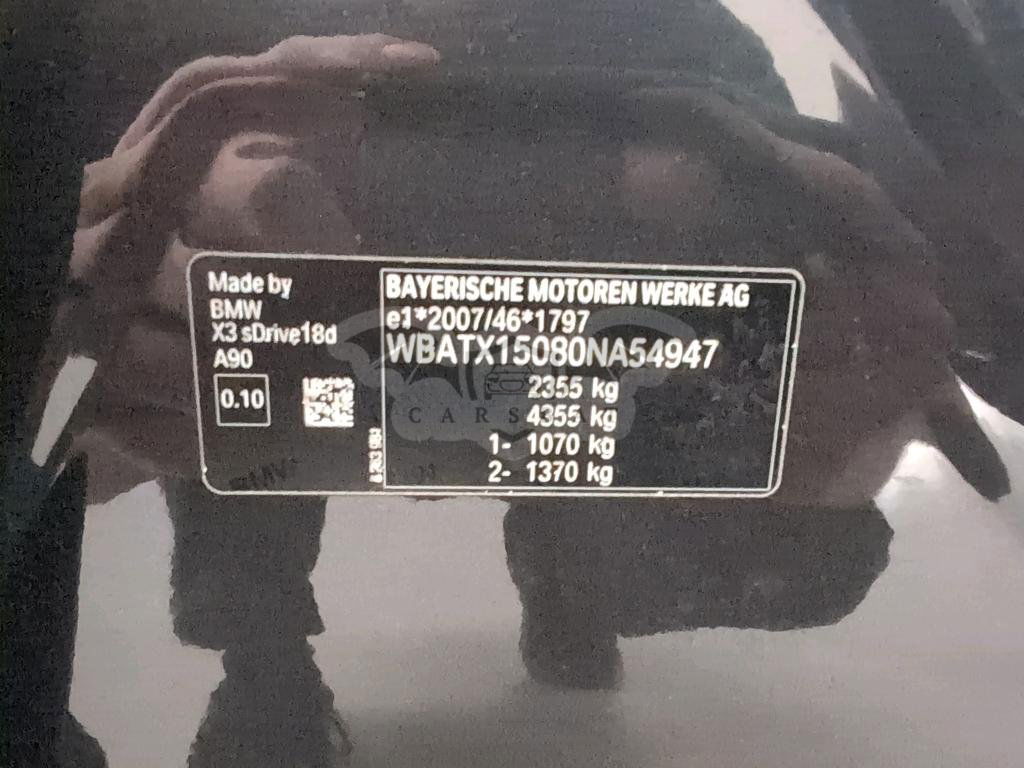 Made by
BMW
X3 sDrive18d
A90
0.10
BAYERISCHE MOTOREN WERKE AG
e1*2007/46*1797
WBATX15080NA54947
2355 kg
4355 kg
1- 1070 kg
2- 1370 kg
CARS